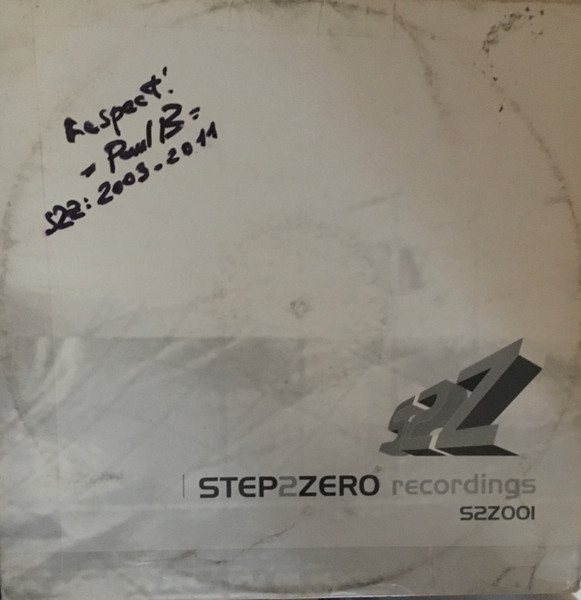 Respect!
= Paul B =
S2Z: 2003-2011
S2Z
STEP2ZERO recordings
S2Z001